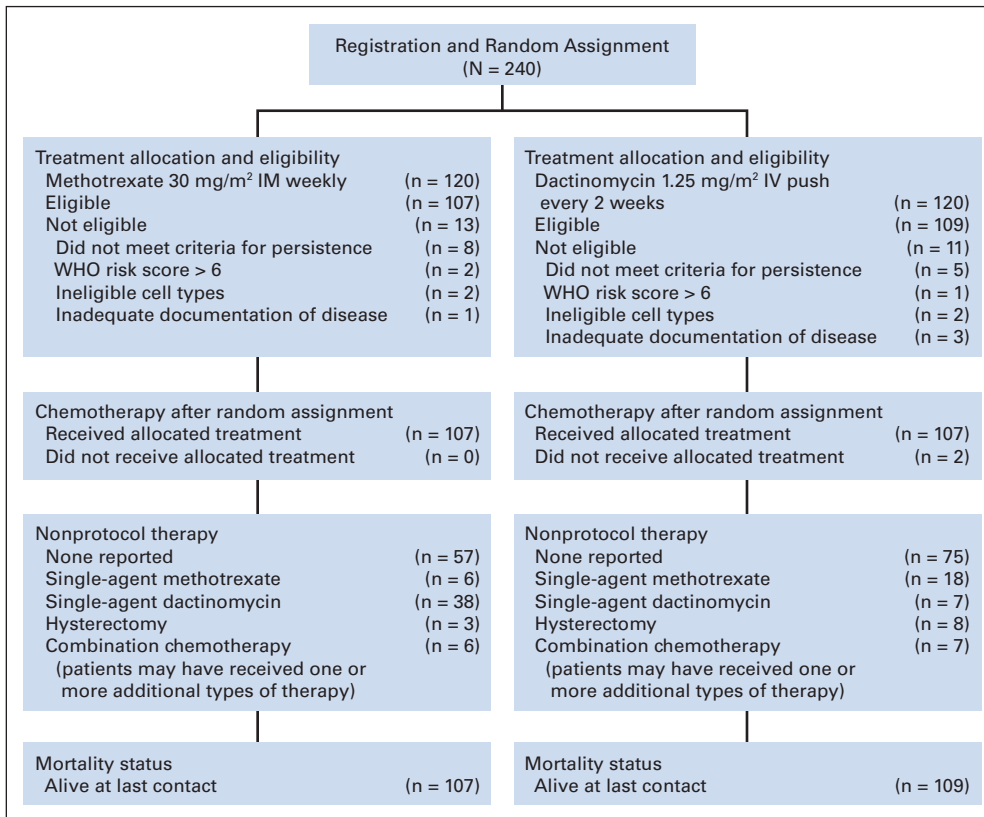 Registration and Random Assignment
(N = 240)
Treatment allocation and eligibility
Methotrexate 30 mg/m² IM weekly (n = 120)
Eligible (n = 107)
Not eligible (n = 13)
Did not meet criteria for persistence (n = 8)
WHO risk score > 6 (n = 2)
Ineligible cell types (n = 2)
Inadequate documentation of disease (n = 1)
Treatment allocation and eligibility
Dactinomycin 1.25 mg/m² IV push
every 2 weeks (n = 120)
Eligible (n = 109)
Not eligible (n = 11)
Did not meet criteria for persistence (n = 5)
WHO risk score > 6 (n = 1)
Ineligible cell types (n = 2)
Inadequate documentation of disease (n = 3)
Chemotherapy after random assignment
Received allocated treatment (n = 107)
Did not receive allocated treatment (n = 0)
Chemotherapy after random assignment
Received allocated treatment (n = 107)
Did not receive allocated treatment (n = 2)
Nonprotocol therapy
None reported (n = 57)
Single-agent methotrexate (n = 6)
Single-agent dactinomycin (n = 38)
Hysterectomy (n = 3)
Combination chemotherapy (n = 6)
(patients may have received one or
more additional types of therapy)
Nonprotocol therapy
None reported (n = 75)
Single-agent methotrexate (n = 18)
Single-agent dactinomycin (n = 7)
Hysterectomy (n = 8)
Combination chemotherapy (n = 7)
(patients may have received one or
more additional types of therapy)
Mortality status
Alive at last contact (n = 107)
Mortality status
Alive at last contact (n = 109)